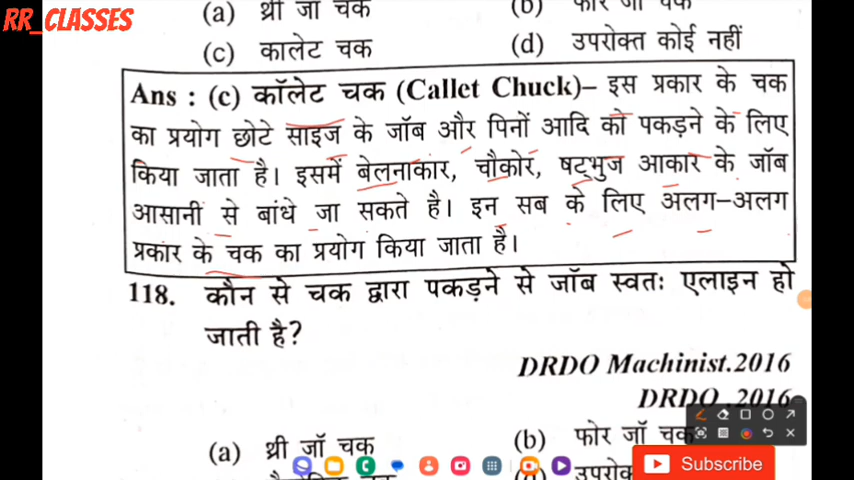 RR_CLASSES
(a) थ्री जॉ चक (b) फोर जॉ चक
(c) कालेट चक (d) उपरोक्त कोई नहीं
Ans : (c) कॉलेट चक (Callet Chuck)– इस प्रकार के चक
का प्रयोग छोटे साइज के जॉब और पिनों आदि को पकड़ने के लिए
किया जाता है। इसमें बेलनाकार, चौकोर, षट्भुज आकार के जॉब
आसानी से बांधे जा सकते है। इन सब के लिए अलग–अलग
प्रकार के चक का प्रयोग किया जाता है।
118. कौन से चक द्वारा पकड़ने से जॉब स्वतः एलाइन हो
जाती है?
DRDO Machinist.2016
DRDO .2016
(a) थ्री जॉ चक (b) फोर जॉ चक
Subscribe